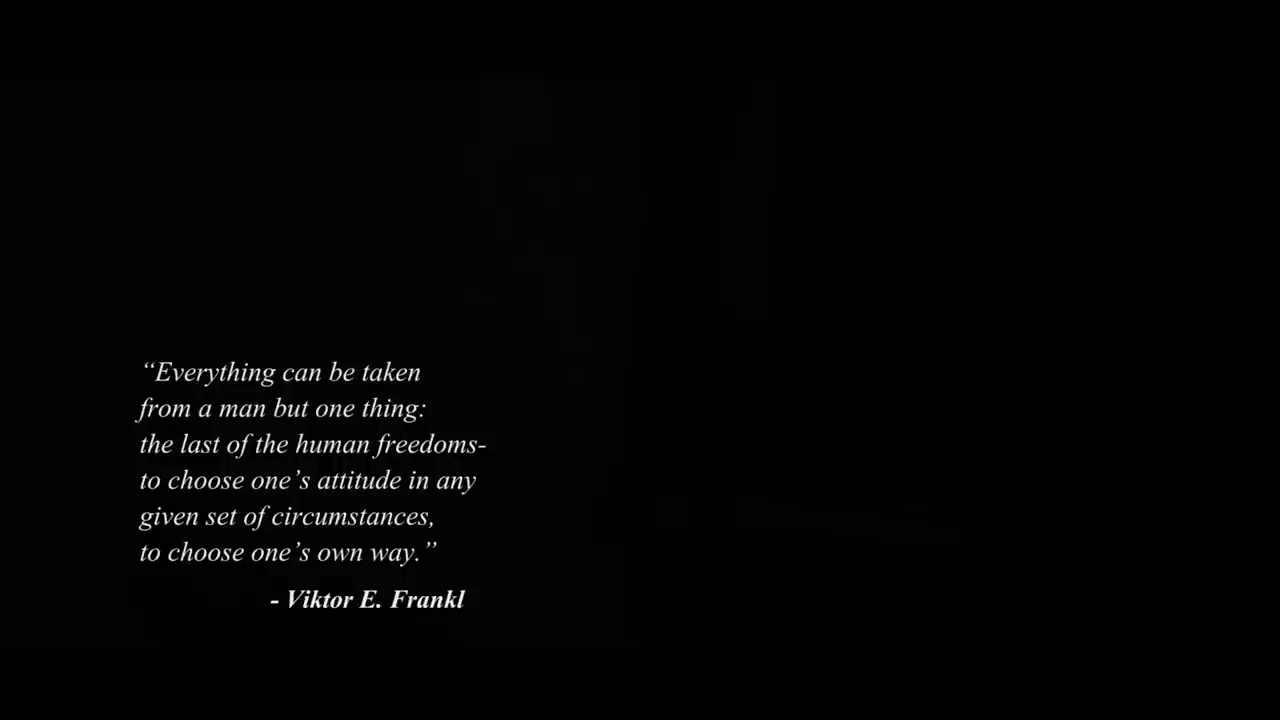 “Everything can be taken
from a man but one thing:
the last of the human freedoms-
to choose one’s attitude in any
given set of circumstances,
to choose one’s own way.”
- Viktor E. Frankl